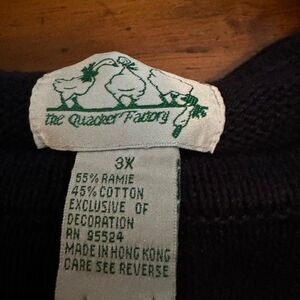 the Quacker Factory
3X
55% RAMIE
45% COTTON
EXCLUSIVE OF
DECORATION
RN 95524
MADE IN HONG KONG
CARE SEE REVERSE